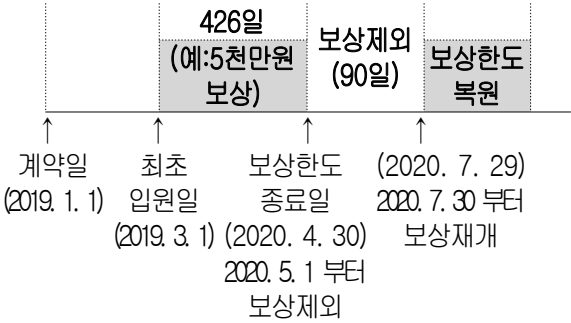 426일
(예:5천만원
보상)
보상제외
(90일)
보상한도
복원
계약일
(2019. 1. 1)
최초
입원일
(2019. 3. 1)
보상한도
종료일
(2020. 4. 30)
2020. 5. 1 부터
보상제외
(2020. 7. 29)
2020. 7. 30 부터
보상재개